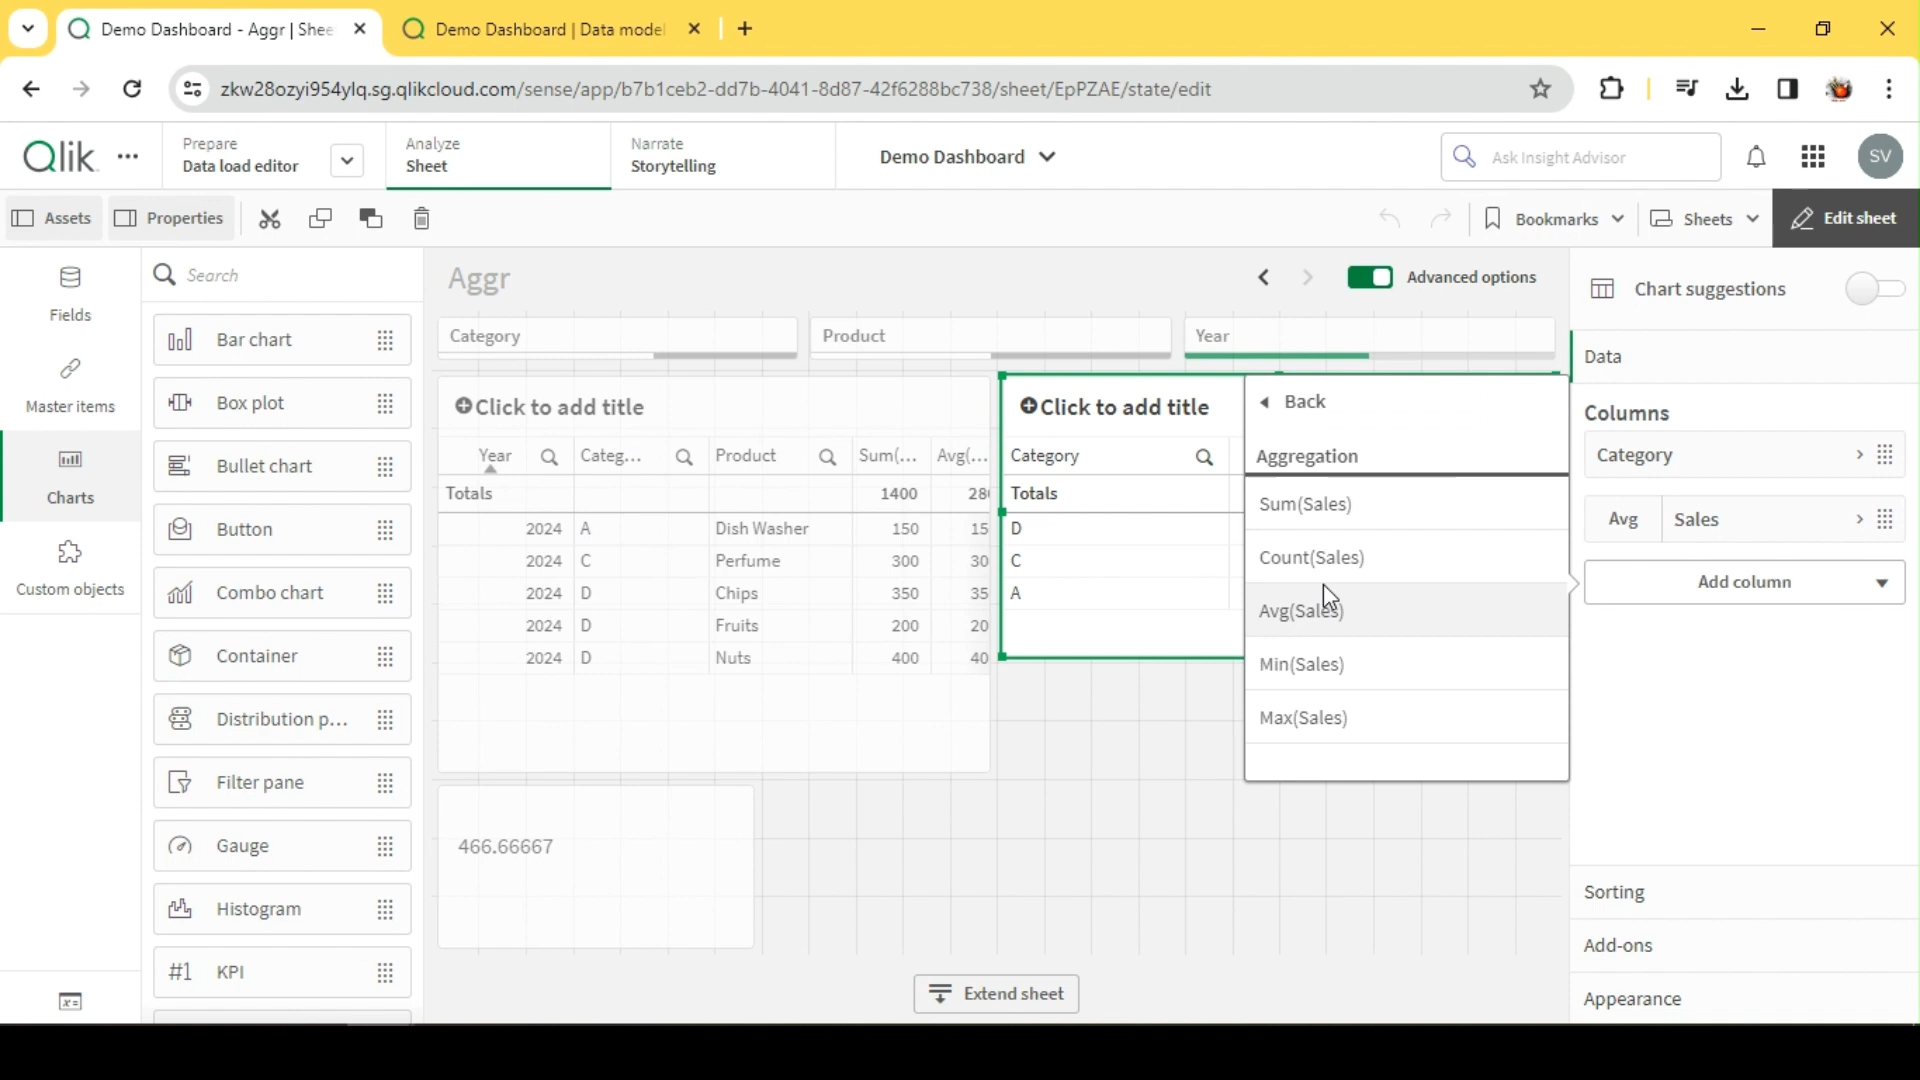 Demo Dashboard - Aggr | Shee
Demo Dashboard | Data model
zkw28ozyi954ylq.sg.qlikcloud.com/sense/app/b7b1ceb2-dd7b-4041-8d87-42f6288bc738/sheet/EpPZAE/state/edit
Qlik
Prepare
Data load editor
Analyze
Sheet
Narrate
Storytelling
Demo Dashboard
Ask Insight Advisor
SV
Assets
Properties
Bookmarks
Sheets
Edit sheet
Fields
Master items
Charts
Custom objects
Search
Bar chart
Box plot
Bullet chart
Button
Combo chart
Container
Distribution p...
Filter pane
Gauge
Histogram
#1 KPI
Aggr
Advanced options
Category
Product
Year
Click to add title
Year Categ... Product Sum(... Avg(...
Totals 1400 280
2024 A Dish Washer 150 15
2024 C Perfume 300 30
2024 D Chips 350 35
2024 D Fruits 200 20
2024 D Nuts 400 40
466.66667
Click to add title
Category
Totals
D
C
A
Back
Aggregation
Sum(Sales)
Count(Sales)
Avg(Sales)
Min(Sales)
Max(Sales)
Extend sheet
Chart suggestions
Data
Columns
Category
Avg Sales
Add column
Sorting
Add-ons
Appearance